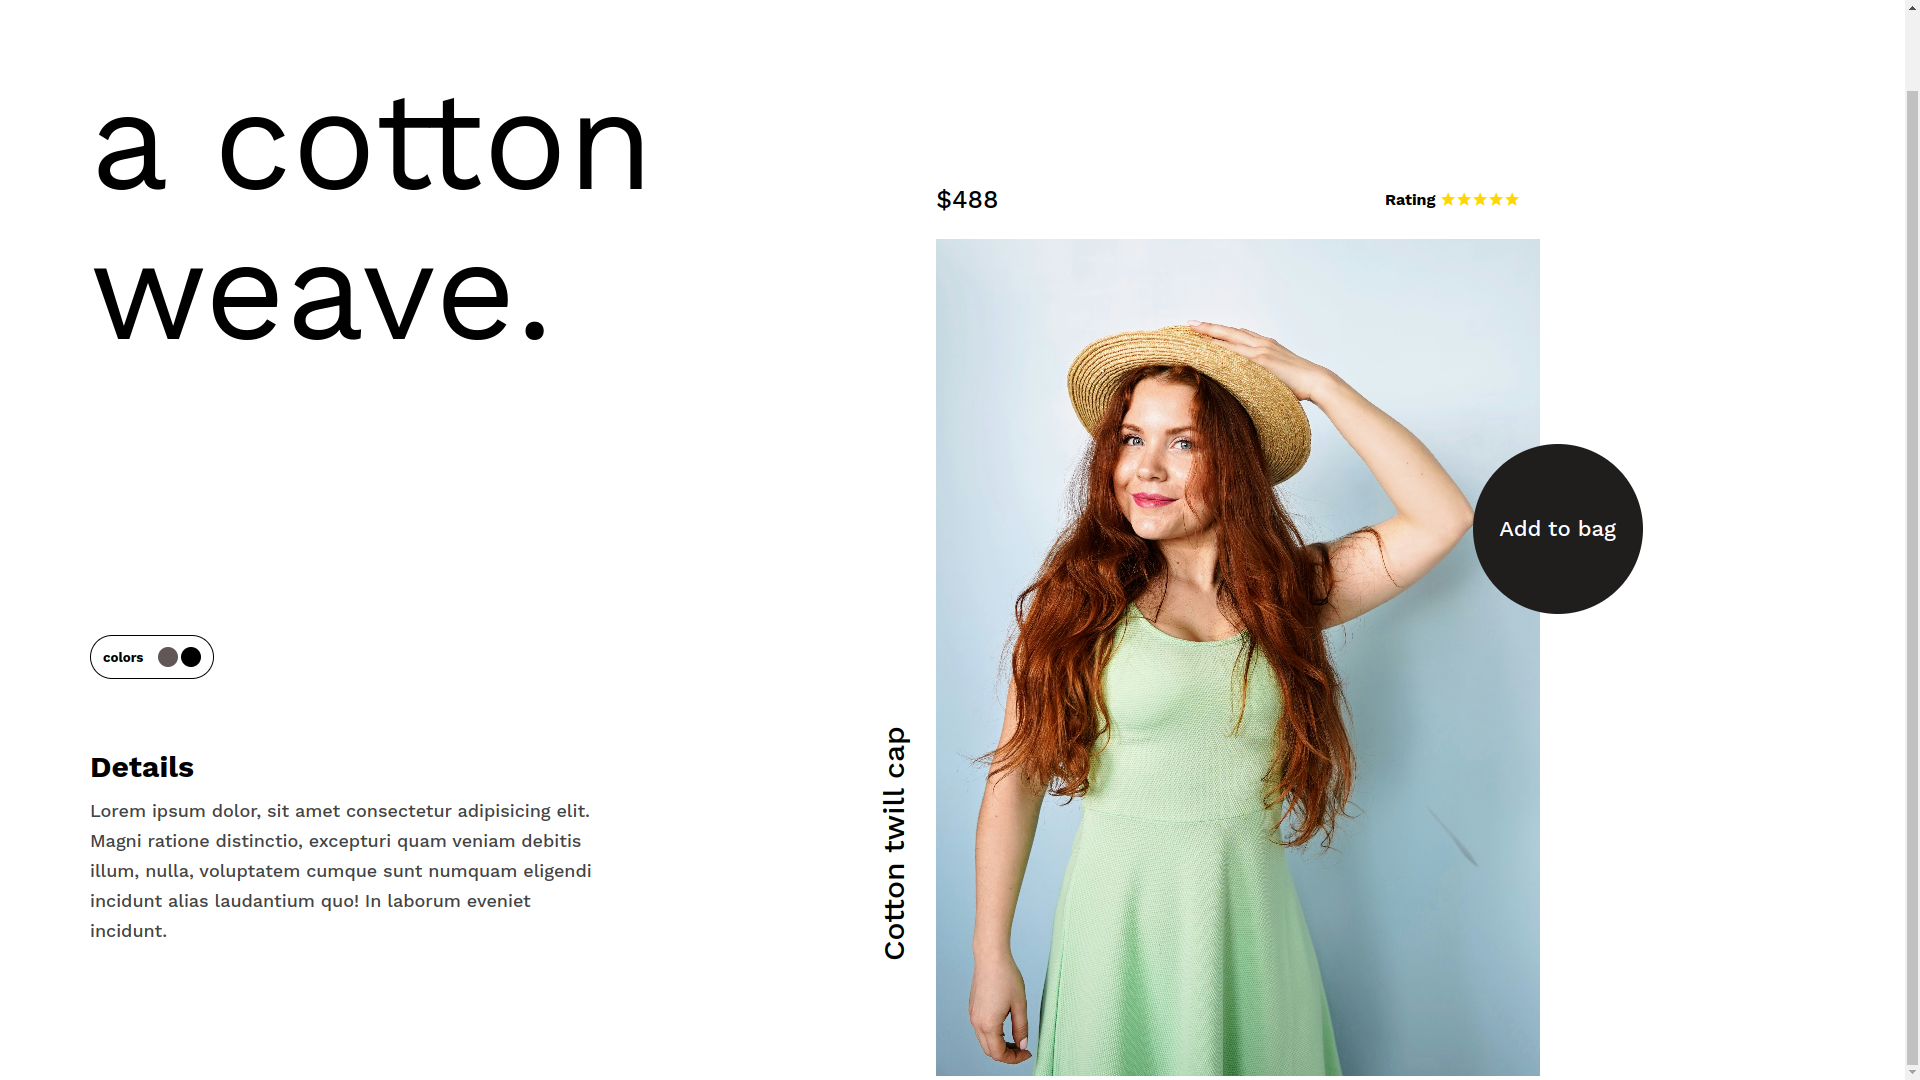 a cotton
weave.
$488
Rating
Add to bag
colors
Cotton twill cap
Details
Lorem ipsum dolor, sit amet consectetur adipisicing elit.
Magni ratione distinctio, excepturi quam veniam debitis
illum, nulla, voluptatem cumque sunt numquam eligendi
incidunt alias laudantium quo! In laborum eveniet
incidunt.